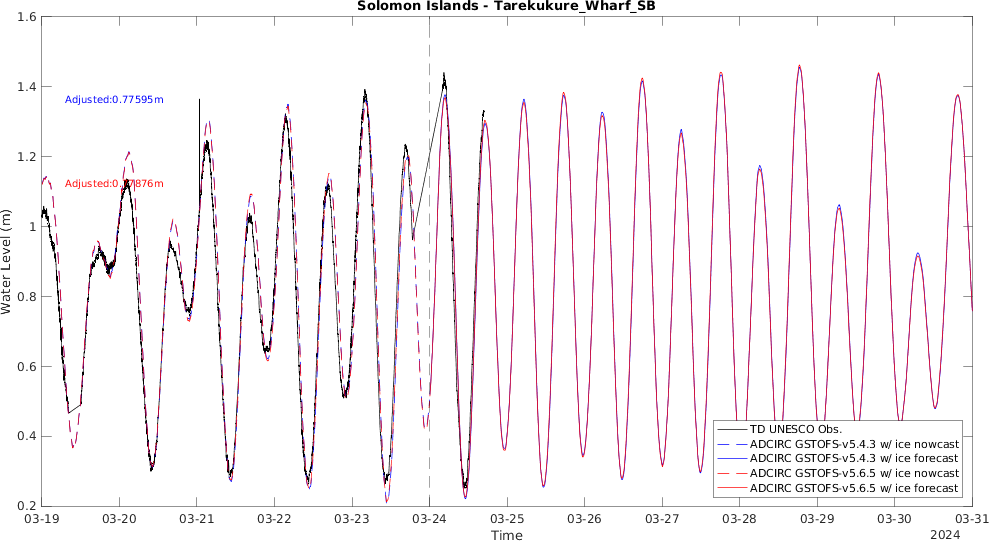 Solomon Islands - Tarekukure_Wharf_SB
1.6
1.4
1.2
1
0.8
0.6
0.4
0.2
Water Level (m)
Adjusted:0.77595m
TD UNESCO Obs.
ADCIRC GSTOFS-v5.4.3 w/ ice nowcast
ADCIRC GSTOFS-v5.4.3 w/ ice forecast
ADCIRC GSTOFS-v5.6.5 w/ ice nowcast
ADCIRC GSTOFS-v5.6.5 w/ ice forecast
03-19 03-20 03-21 03-22 03-23 03-24 03-25 03-26 03-27 03-28 03-29 03-30 03-31
Time
2024